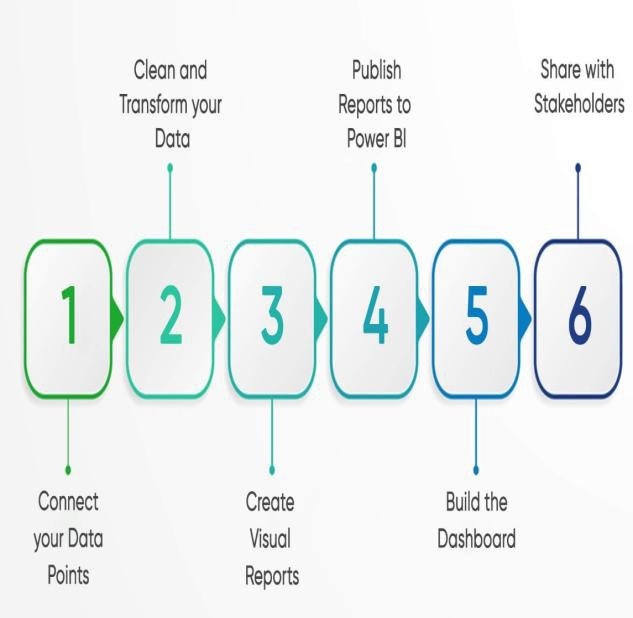 1
Connect
your Data
Points
2
Clean and
Transform your
Data
3
Create
Visual
Reports
4
Publish
Reports to
Power BI
5
Build the
Dashboard
6
Share with
Stakeholders